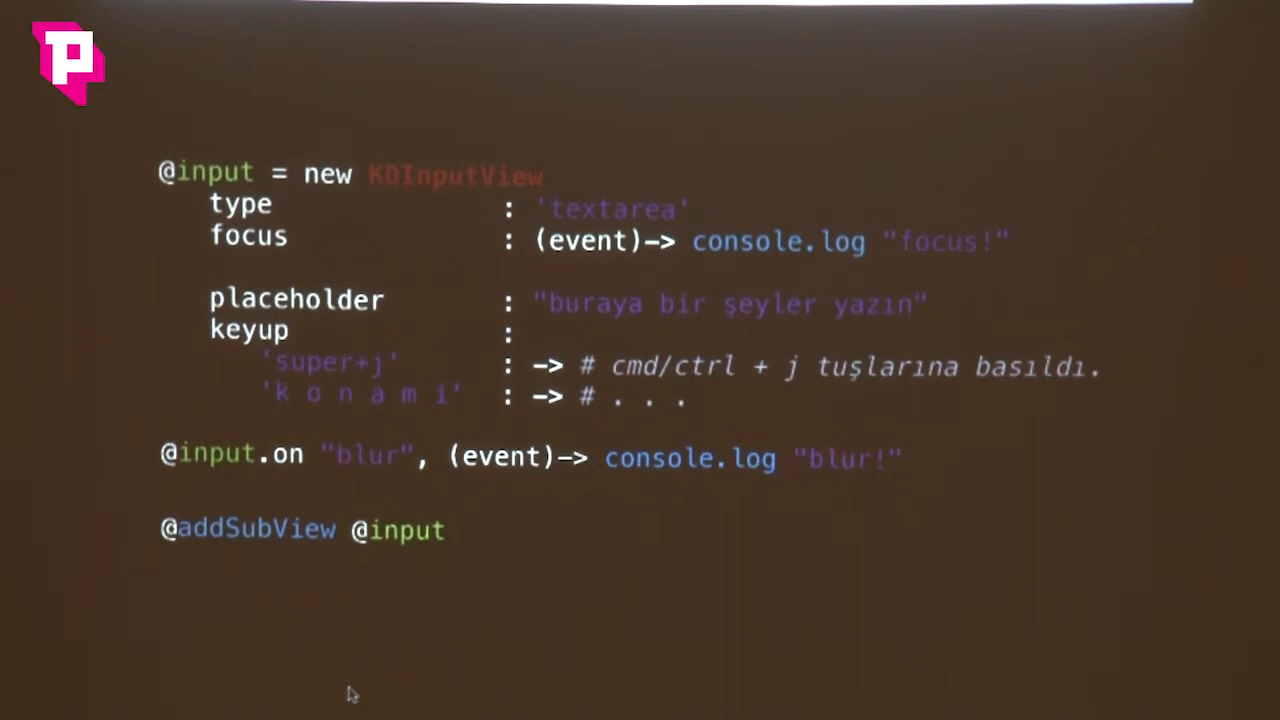 P
@input = new KDInputView
type : 'textarea'
focus : (event)-> console.log "focus!"
placeholder : "buraya bir şeyler yazın"
keyup :
'super+j' : -> # cmd/ctrl + j tuşlarına basıldı.
'k o n a m i' : -> # . . .
@input.on "blur", (event)-> console.log "blur!"
@addSubView @input